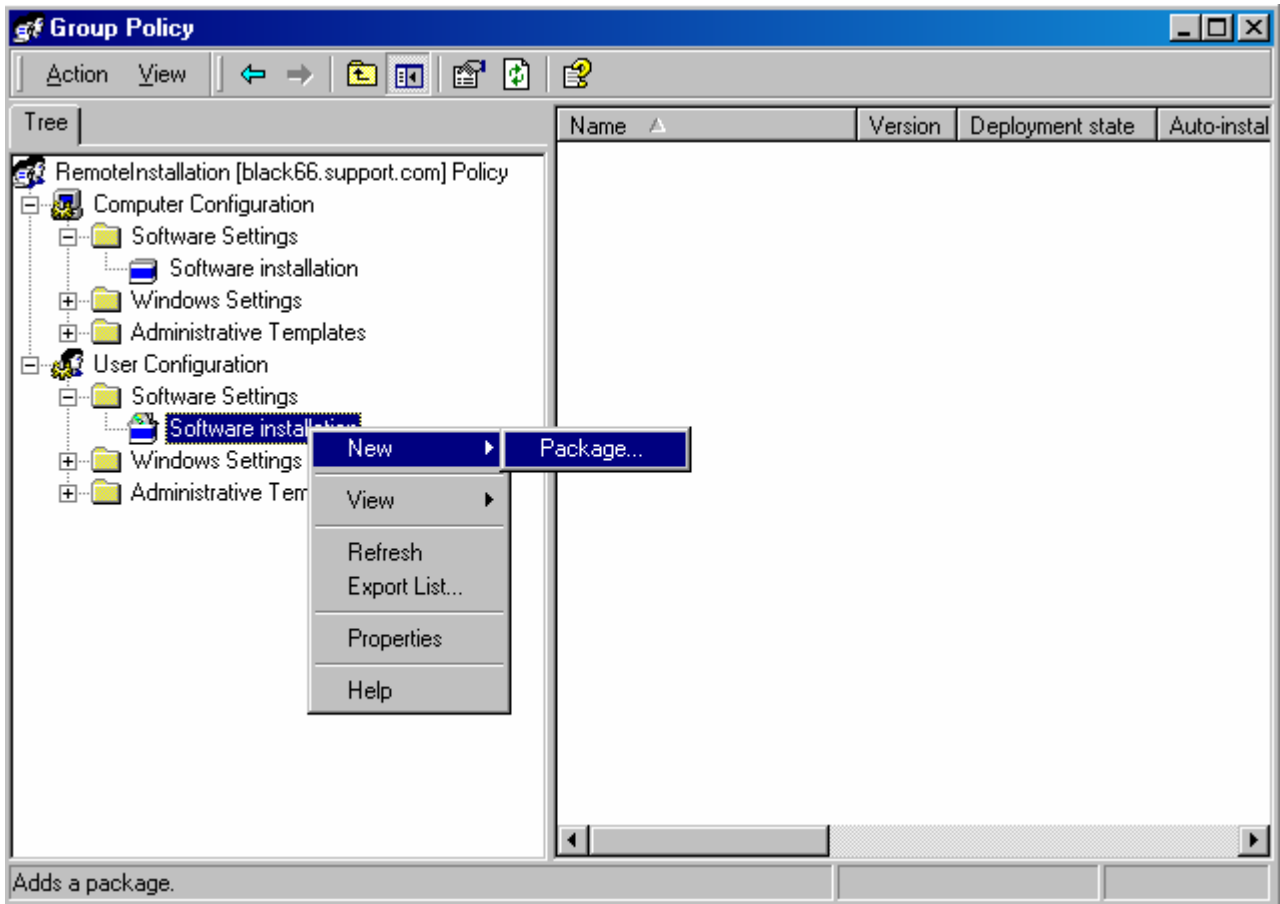 Group Policy
Action View
Tree
Name Version Deployment state Auto-instal
RemoteInstallation [black66.support.com] Policy
Computer Configuration
Software Settings
Software installation
Windows Settings
Administrative Templates
User Configuration
Software Settings
Software installation
Windows Settings
Administrative Tem
New
Package...
View
Refresh
Export List...
Properties
Help
Adds a package.